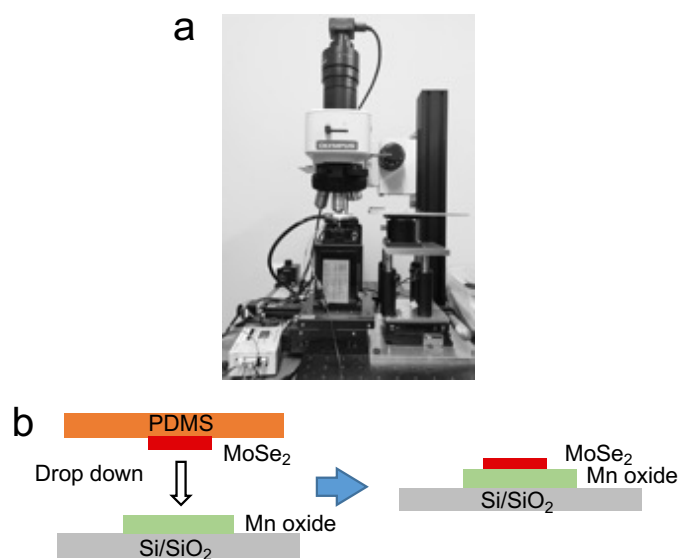 a
OLYMPUS
b
PDMS
MoSe₂
Drop down
Mn oxide
Si/SiO₂
MoSe₂
Mn oxide
Si/SiO₂